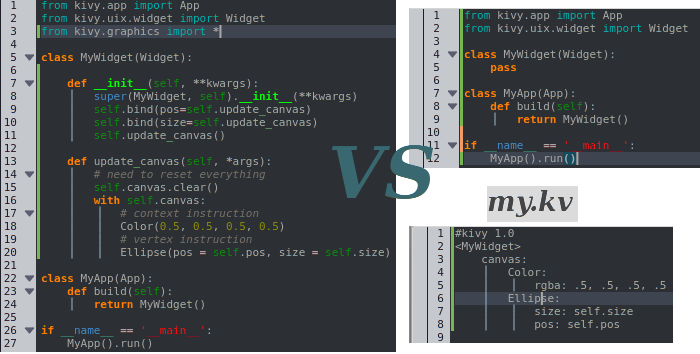 1 from kivy.app import App
2 from kivy.uix.widget import Widget
3 from kivy.graphics import *
4
5 class MyWidget(Widget):
6
7     def __init__(self, **kwargs):
8         super(MyWidget, self).__init__(**kwargs)
9         self.bind(pos=self.update_canvas)
10         self.bind(size=self.update_canvas)
11         self.update_canvas()
12
13     def update_canvas(self, *args):
14         # need to reset everything
15         self.canvas.clear()
16         with self.canvas:
17             # context instruction
18             Color(0.5, 0.5, 0.5, 0.5)
19             # vertex instruction
20             Ellipse(pos = self.pos, size = self.size)
21
22 class MyApp(App):
23     def build(self):
24         return MyWidget()
25
26 if __name__ == '__main__':
27     MyApp().run()
vs
1 from kivy.app import App
2 from kivy.uix.widget import Widget
3
4 class MyWidget(Widget):
5     pass
6
7 class MyApp(App):
8     def build(self):
9         return MyWidget()
10
11 if __name__ == '__main__':
12     MyApp().run()
my.kv
1 #kivy 1.0
2 <MyWidget>
3     canvas:
4         Color:
5             rgba: .5, .5, .5, .5
6         Ellipse:
7             size: self.size
8             pos: self.pos
9